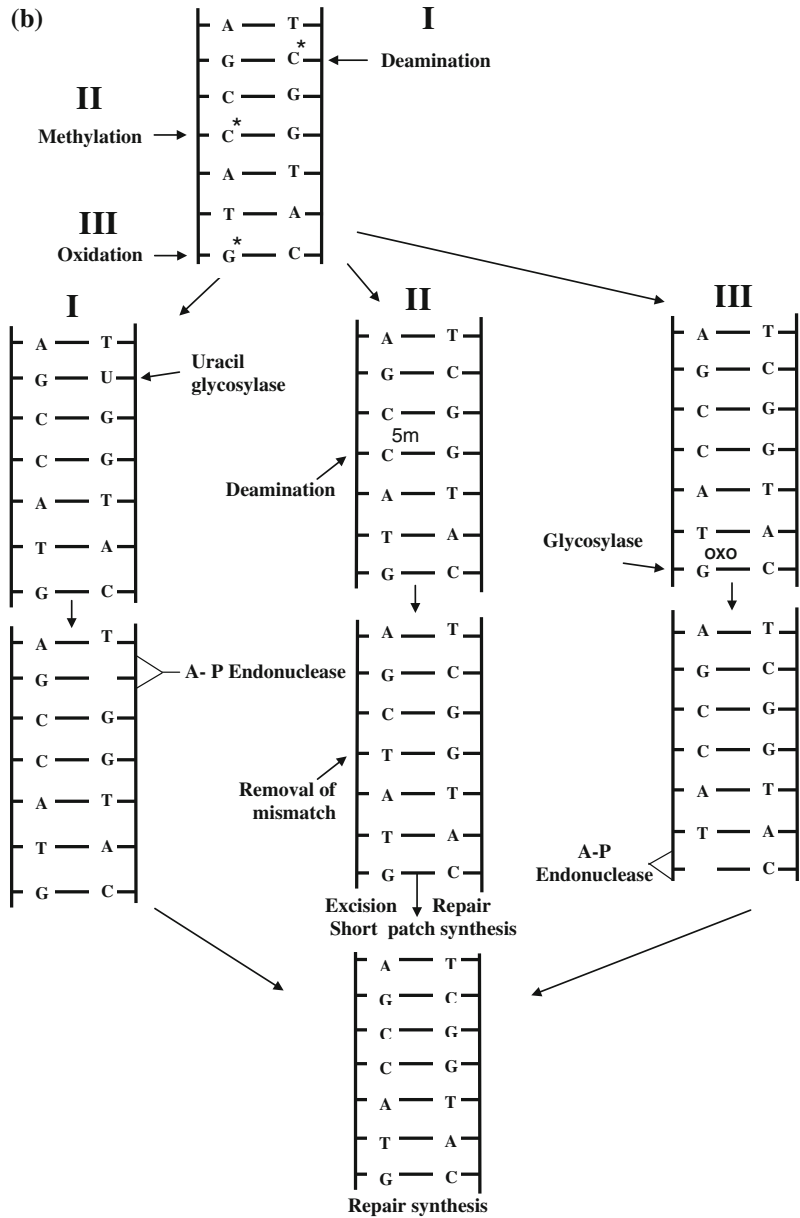 (b)
I
A T
G C*
Deamination
C G
II
Methylation
C* G
A T
III
T A
Oxidation
G* C
I
II
III
A T
G U
Uracil
glycosylase
C G
C G
A T
T A
G C
A T
G C
C G
5m
C G
Deamination
A T
T A
G C
A T
G C
C G
C G
A T
Glycosylase
T A
oxo
G C
A T
G
A- P Endonuclease
C G
C G
A T
T A
G C
A T
G C
C G
T G
Removal of
mismatch
A T
T A
G C
A T
G C
C G
C G
A T
T A
A-P
Endonuclease
C
Excision Repair
Short patch synthesis
A T
G C
C G
C G
A T
T A
G C
Repair synthesis